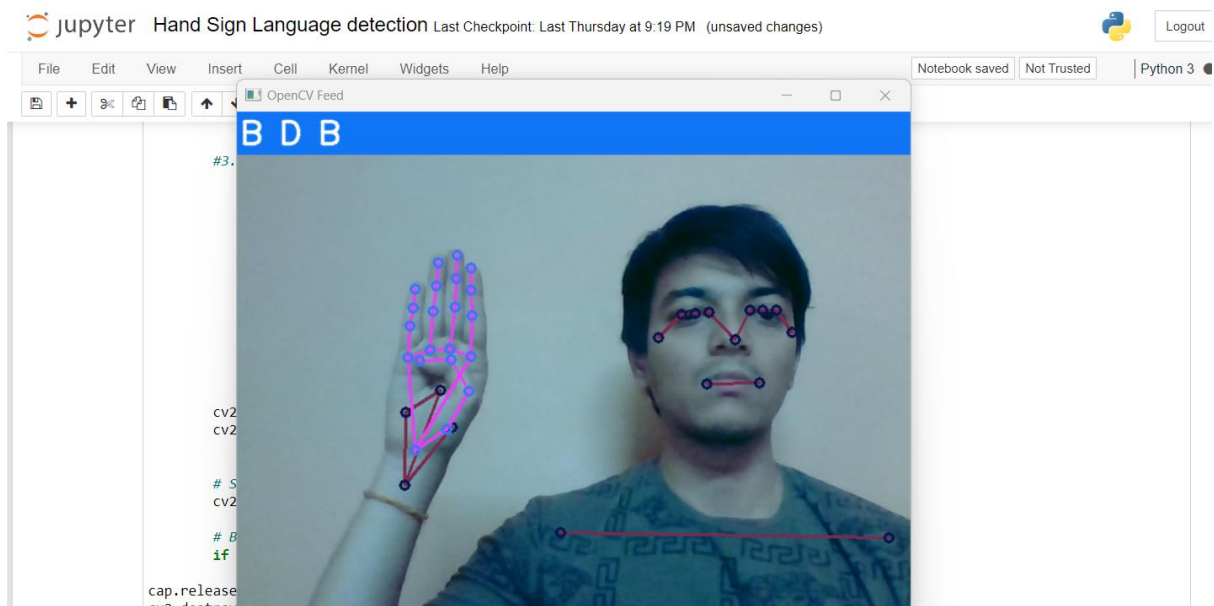 jupyter Hand Sign Language detection Last Checkpoint: Last Thursday at 9:19 PM (unsaved changes)
Logout
File Edit View Insert Cell Kernel Widgets Help
Notebook saved Not Trusted Python 3
OpenCV Feed
B D B
#3.
cv2
cv2
# S
cv2
# B
if
cap.release